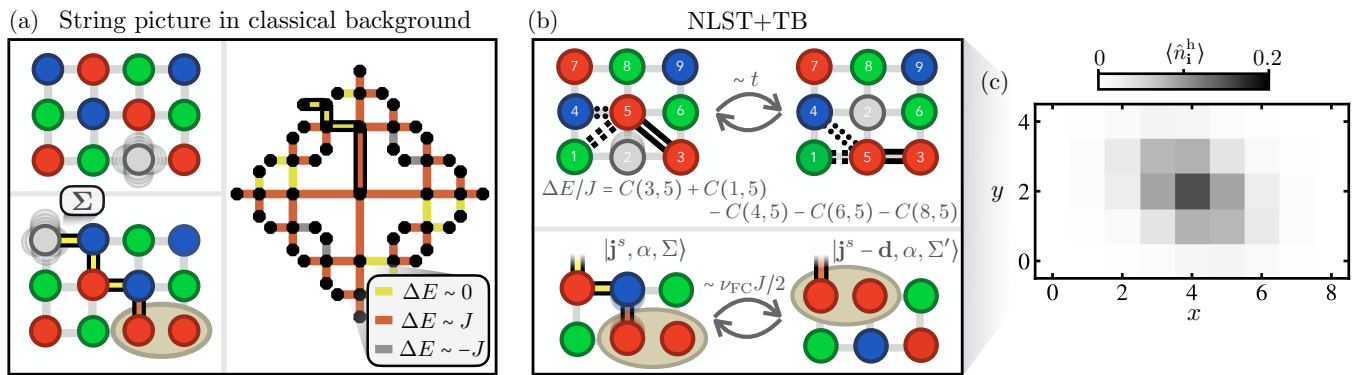 (a) String picture in classical background
Σ
ΔE ~ 0
ΔE ~ J
ΔE ~ −J
(b) NLST+TB
7 8 9
4 5 6
1 2 3
~ t
7 8 9
4 2 6
1 5 3
ΔE/J = C(3,5) + C(1,5)
− C(4,5) − C(6,5) − C(8,5)
|j^s, α, Σ⟩
~ ν_FC J/2
|j^s − d, α, Σ′⟩
(c)
0 ⟨n̂_i^h⟩ 0.2
4
y 2
0
0 2 4 6 8
x